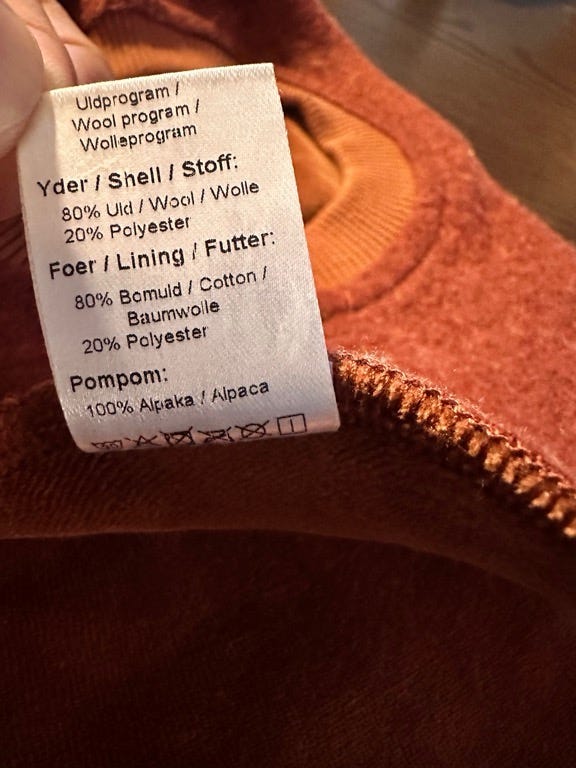 Uldprogram /
Wool program /
Wolleprogram
Yder / Shell / Stoff:
80% Uld / Wool / Wolle
20% Polyester
Foer / Lining / Futter:
80% Bomuld / Cotton /
Baumwolle
20% Polyester
Pompom:
100% Alpaka / Alpaca